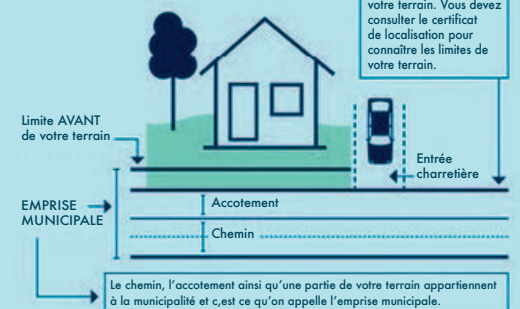 votre terrain. Vous devez
consulter le certificat
de localisation pour
connaître les limites de
votre terrain.
Limite AVANT
de votre terrain
Entrée
charretière
EMPRISE
MUNICIPALE
Accotement
Chemin
Le chemin, l'accotement ainsi qu'une partie de votre terrain appartiennent
à la municipalité et c,est ce qu'on appelle l'emprise municipale.